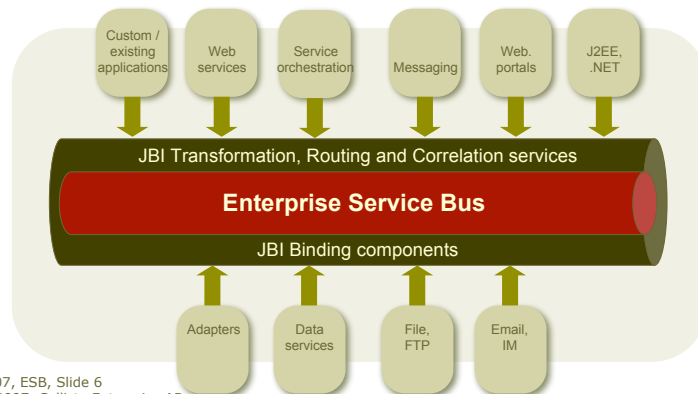 Custom /
existing
applications
Web
services
Service
orchestration
Messaging
Web.
portals
J2EE,
.NET
JBI Transformation, Routing and Correlation services
Enterprise Service Bus
JBI Binding components
Adapters
Data
services
File,
FTP
Email,
IM
07, ESB, Slide 6